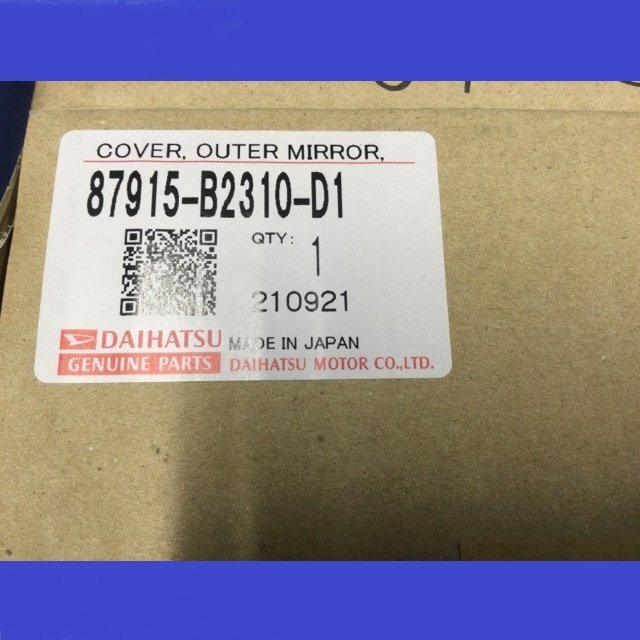 COVER, OUTER MIRROR,
87915-B2310-D1
QTY: 1
210921
DAIHATSU MADE IN JAPAN
GENUINE PARTS DAIHATSU MOTOR CO.,LTD.